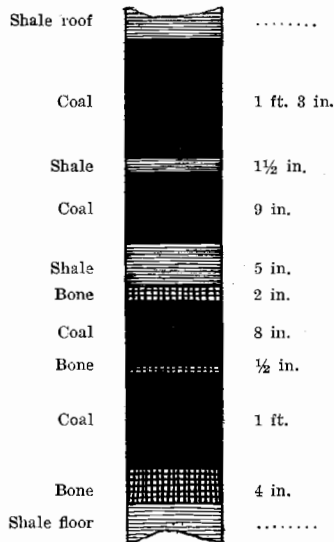 Shale roof ........
Coal 1 ft. 3 in.
Shale 1½ in.
Coal 9 in.
Shale 5 in.
Bone 2 in.
Coal 8 in.
Bone ½ in.
Coal 1 ft.
Bone 4 in.
Shale floor ........